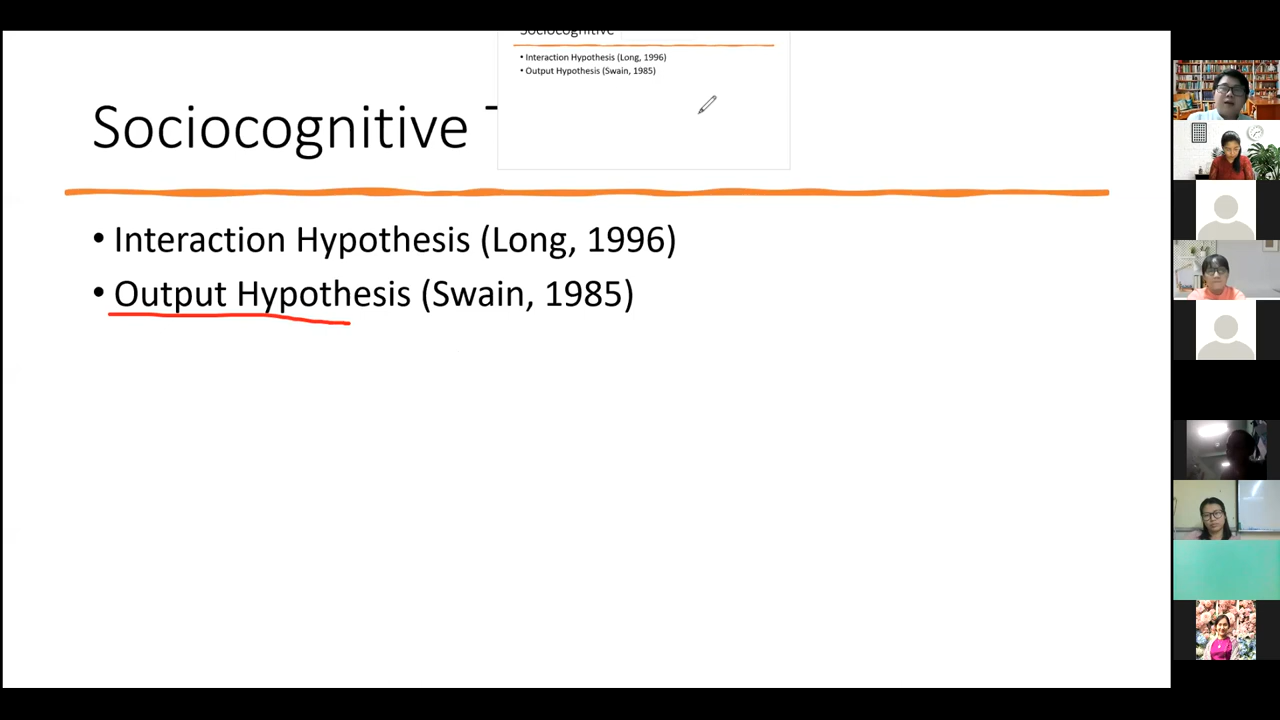 Sociocognitive
• Interaction Hypothesis (Long, 1996)
• Output Hypothesis (Swain, 1985)
Sociocognitive
• Interaction Hypothesis (Long, 1996)
• Output Hypothesis (Swain, 1985)